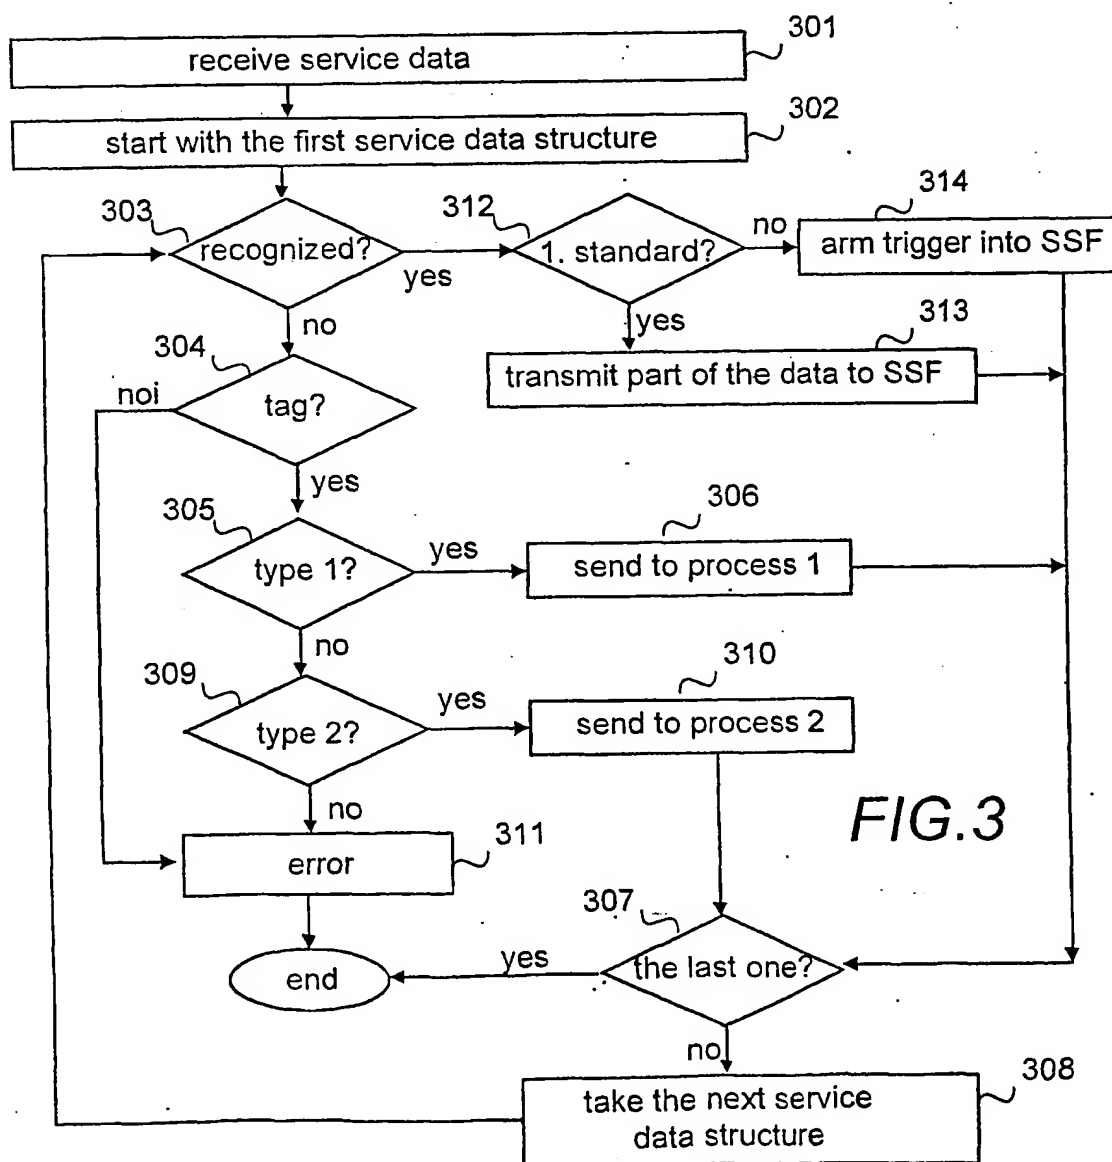 301
receive service data
302
start with the first service data structure
303
recognized?
yes
312
1. standard?
no
314
arm trigger into SSF
no
yes
313
transmit part of the data to SSF
304
noi
tag?
yes
305
type 1?
yes
306
send to process 1
no
309
type 2?
yes
310
send to process 2
no
FIG.3
311
error
307
the last one?
yes
end
no
308
take the next service
data structure